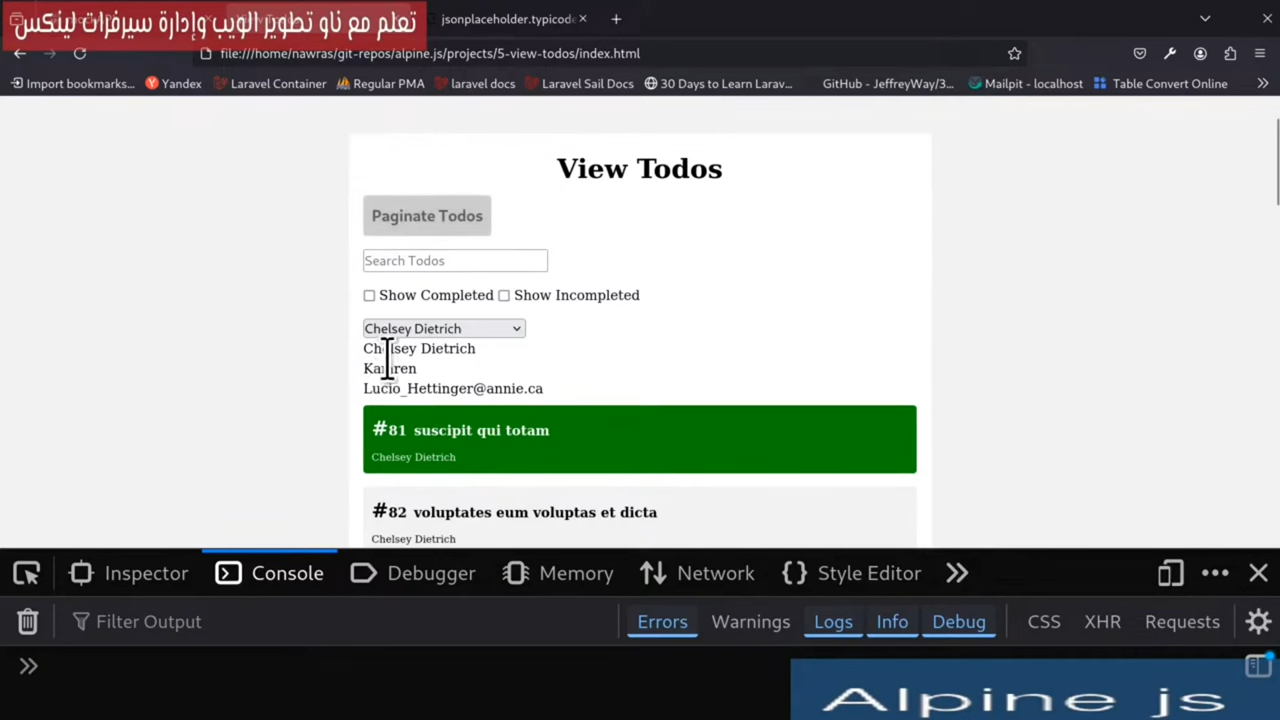 تعلم مع ناو تطوير الويب وإدارة سيرفرات لينكس
jsonplaceholder.typicode
file:///home/nawras/git-repos/alpine.js/projects/5-view-todos/index.html
Import bookmarks...
Yandex
Laravel Container
Regular PMA
laravel docs
Laravel Sail Docs
30 Days to Learn Larav...
GitHub - JeffreyWay/3...
Mailpit - localhost
Table Convert Online
View Todos
Paginate Todos
Search Todos
Show Completed
Show Incompleted
Chelsey Dietrich
Chelsey Dietrich
Kamren
Lucio_Hettinger@annie.ca
#81 suscipit qui totam
Chelsey Dietrich
#82 voluptates eum voluptas et dicta
Chelsey Dietrich
Inspector
Console
Debugger
Memory
Network
Style Editor
Filter Output
Errors
Warnings
Logs
Info
Debug
CSS
XHR
Requests
Alpine js